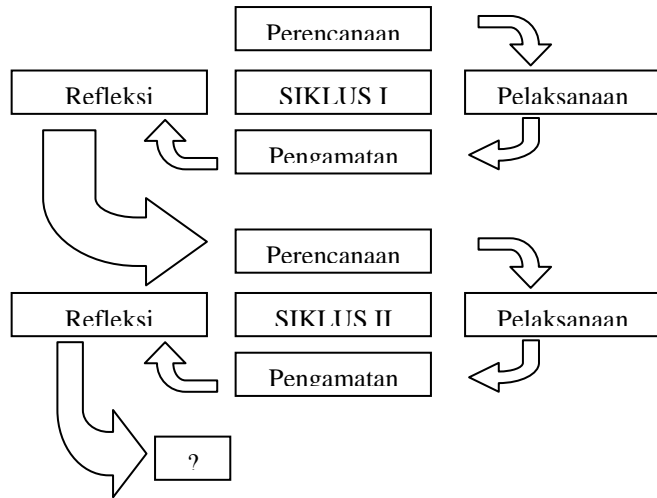 Perencanaan
Refleksi
SIKLUS I
Pelaksanaan
Pengamatan
Perencanaan
Refleksi
SIKLUS II
Pelaksanaan
Pengamatan
?